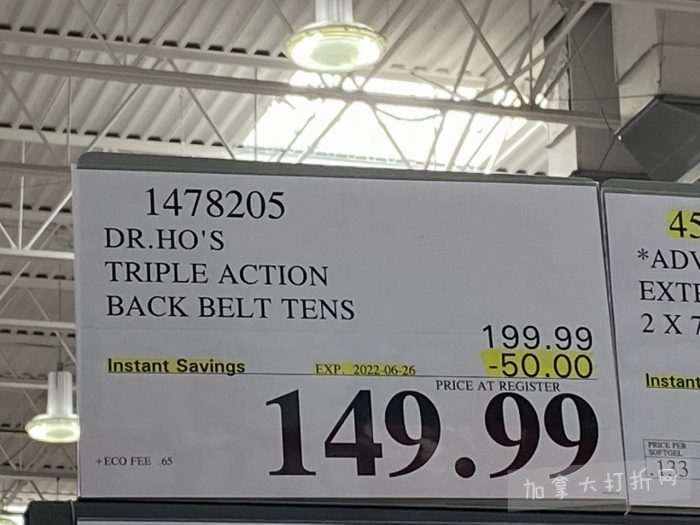 1478205
DR.HO'S
TRIPLE ACTION
BACK BELT TENS
199.99
Instant Savings EXP. 2022-06-26 -50.00
PRICE AT REGISTER
149.99
+ECO FEE .65
45
*ADV
EXTE
2 X 7
Instant
PRICE PER
SOFTGEL
.133
加拿大打折网